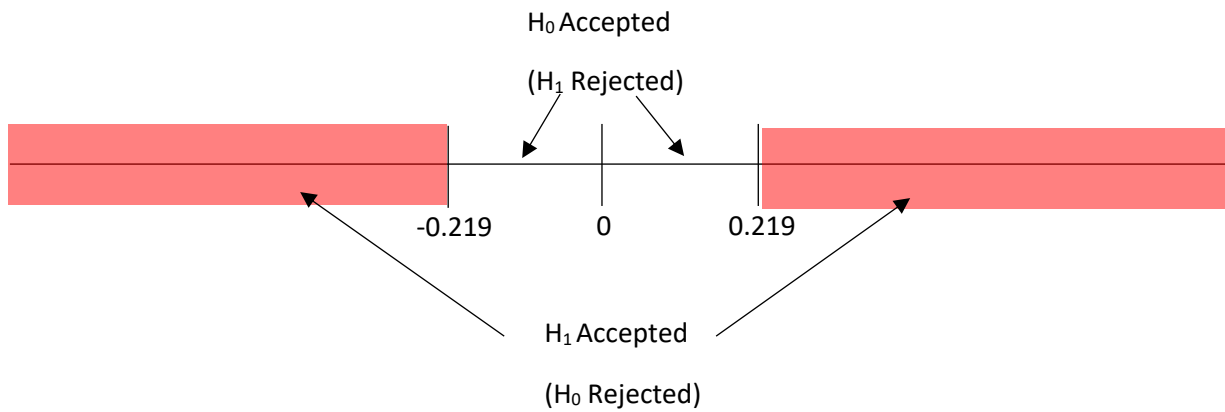 H₀ Accepted
(H₁ Rejected)
-0.219 0 0.219
H₁ Accepted
(H₀ Rejected)